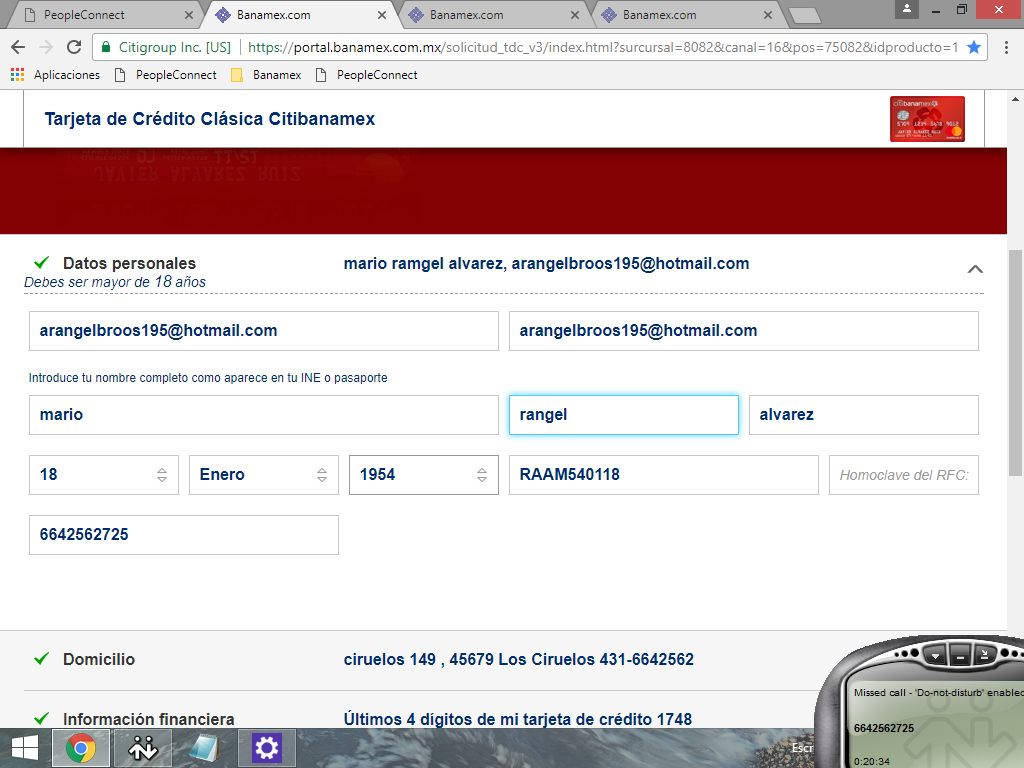 PeopleConnect
Banamex.com
Banamex.com
Banamex.com
Citigroup Inc. [US] https://portal.banamex.com.mx/solicitud_tdc_v3/index.html?surcursal=8082&canal=16&pos=75082&idproducto=1
Aplicaciones PeopleConnect Banamex PeopleConnect
Tarjeta de Crédito Clásica Citibanamex
citibanamex
JAVIER ALVAREZ RUIZ
Datos personales mario ramgel alvarez, arangelbroos195@hotmail.com
Debes ser mayor de 18 años
arangelbroos195@hotmail.com arangelbroos195@hotmail.com
Introduce tu nombre completo como aparece en tu INE o pasaporte
mario rangel alvarez
18 Enero 1954 RAAM540118 Homoclave del RFC:
6642562725
Domicilio ciruelos 149 , 45679 Los Ciruelos 431-6642562
Información financiera Últimos 4 dígitos de mi tarjeta de crédito 1748
Missed call - 'Do-not-disturb' enabled
6642562725
0:20:34
Escr